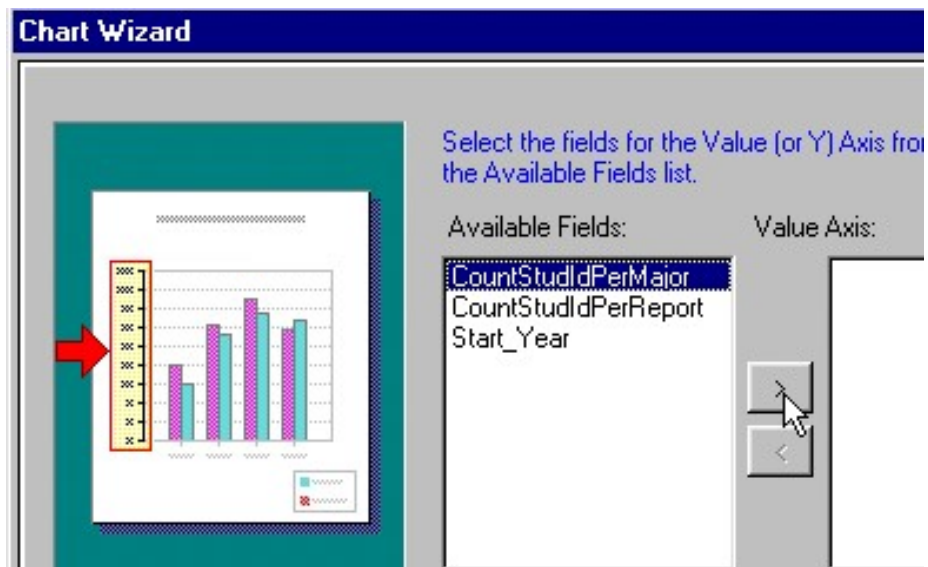 Chart Wizard
Select the fields for the Value (or Y) Axis from
the Available Fields list.
Available Fields:
Value Axis:
CountStudIdPerMajor
CountStudIdPerReport
Start_Year
>
<